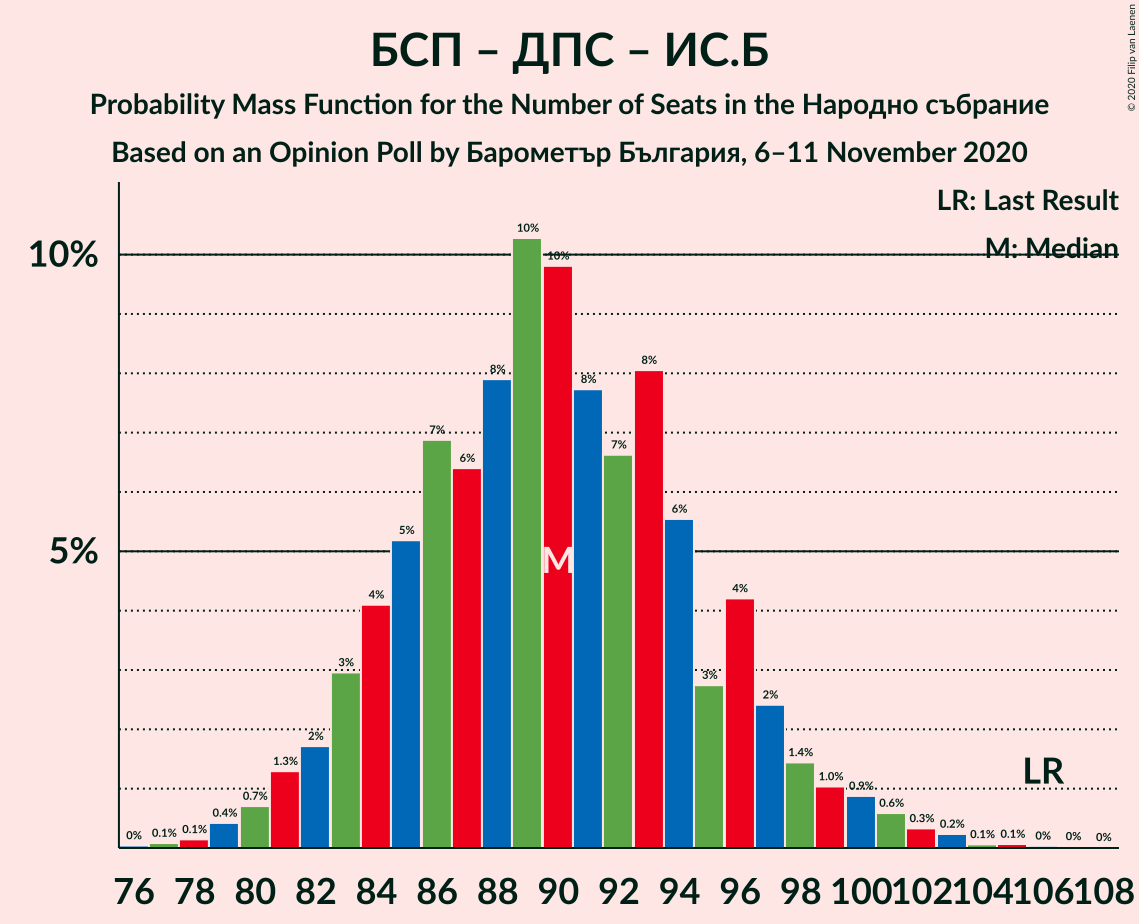 БСП – ДПС – ИС.Б
Probability Mass Function for the Number of Seats in the Народно събрание
Based on an Opinion Poll by Барометър България, 6–11 November 2020
© 2020 Filip van Laenen
LR: Last Result
M: Median
10%
5%
0% 0.1% 0.1% 0.4% 0.7% 1.3% 2% 3% 4% 5% 7% 6% 8% 10% 10% 8% 7% 8% 6% 3% 4% 2% 1.4% 1.0% 0.9% 0.6% 0.3% 0.2% 0.1% 0.1% 0% 0% 0%
M
LR
76 78 80 82 84 86 88 90 92 94 96 98 100 102 104 106 108